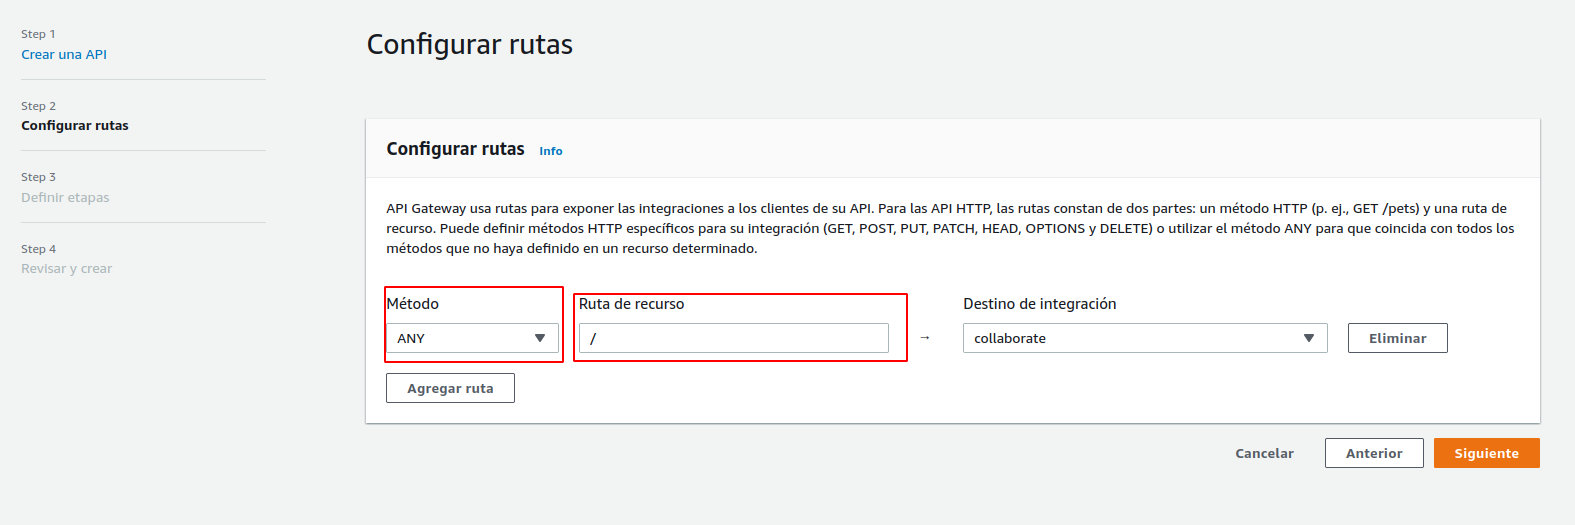 Step 1
Crear una API
Step 2
Configurar rutas
Step 3
Definir etapas
Step 4
Revisar y crear
Configurar rutas
Configurar rutas Info
API Gateway usa rutas para exponer las integraciones a los clientes de su API. Para las API HTTP, las rutas constan de dos partes: un método HTTP (p. ej., GET /pets) y una ruta de
recurso. Puede definir métodos HTTP específicos para su integración (GET, POST, PUT, PATCH, HEAD, OPTIONS y DELETE) o utilizar el método ANY para que coincida con todos los
métodos que no haya definido en un recurso determinado.
Método Ruta de recurso Destino de integración
ANY / → collaborate Eliminar
Agregar ruta
Cancelar Anterior Siguiente